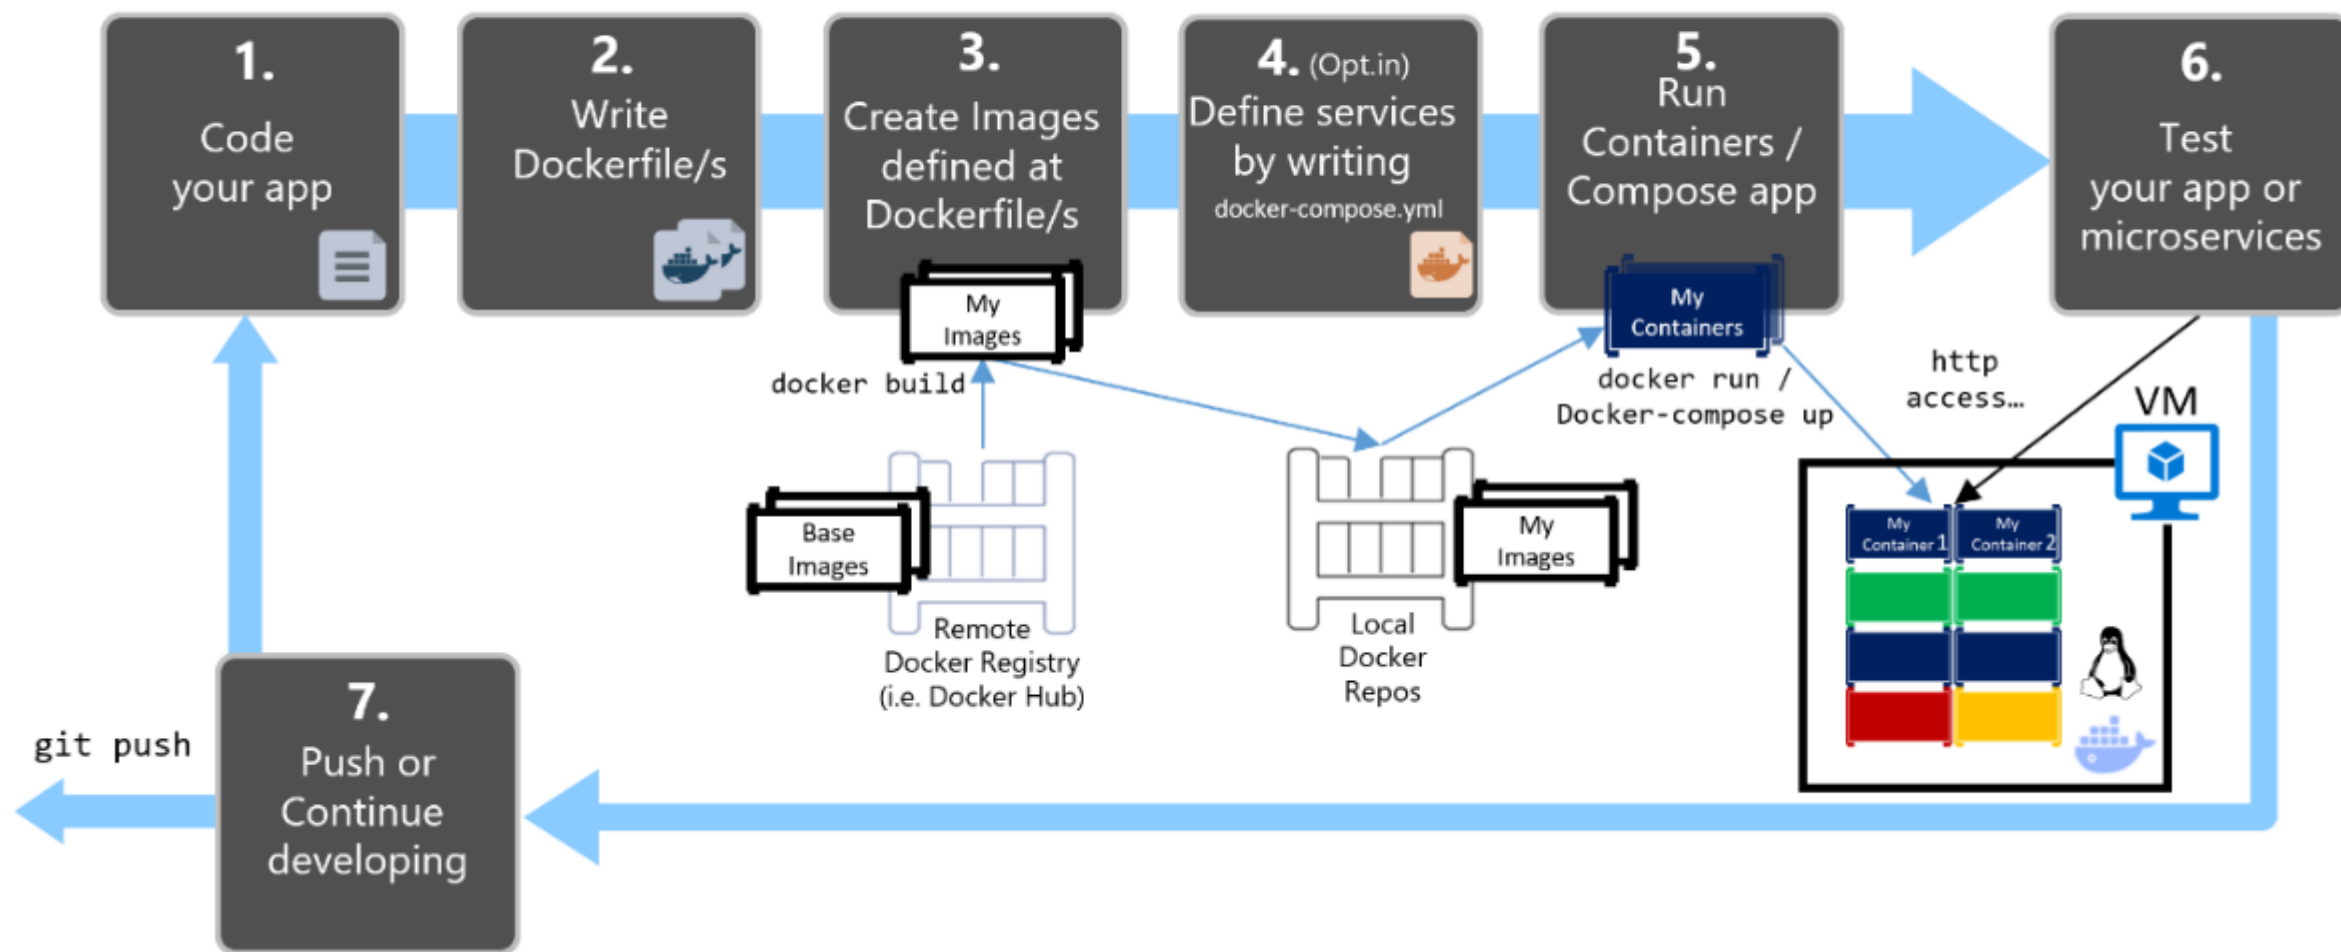 1.
Code
your app
2.
Write
Dockerfile/s
3.
Create Images
defined at
Dockerfile/s
My
Images
4. (Opt.in)
Define services
by writing
docker-compose.yml
5.
Run
Containers /
Compose app
My
Containers
6.
Test
your app or
microservices
docker build
docker run /
Docker-compose up
http
access…
VM
Base
Images
Remote
Docker Registry
(i.e. Docker Hub)
My
Images
Local
Docker
Repos
My
Container 1
My
Container 2
7.
Push or
Continue
developing
git push